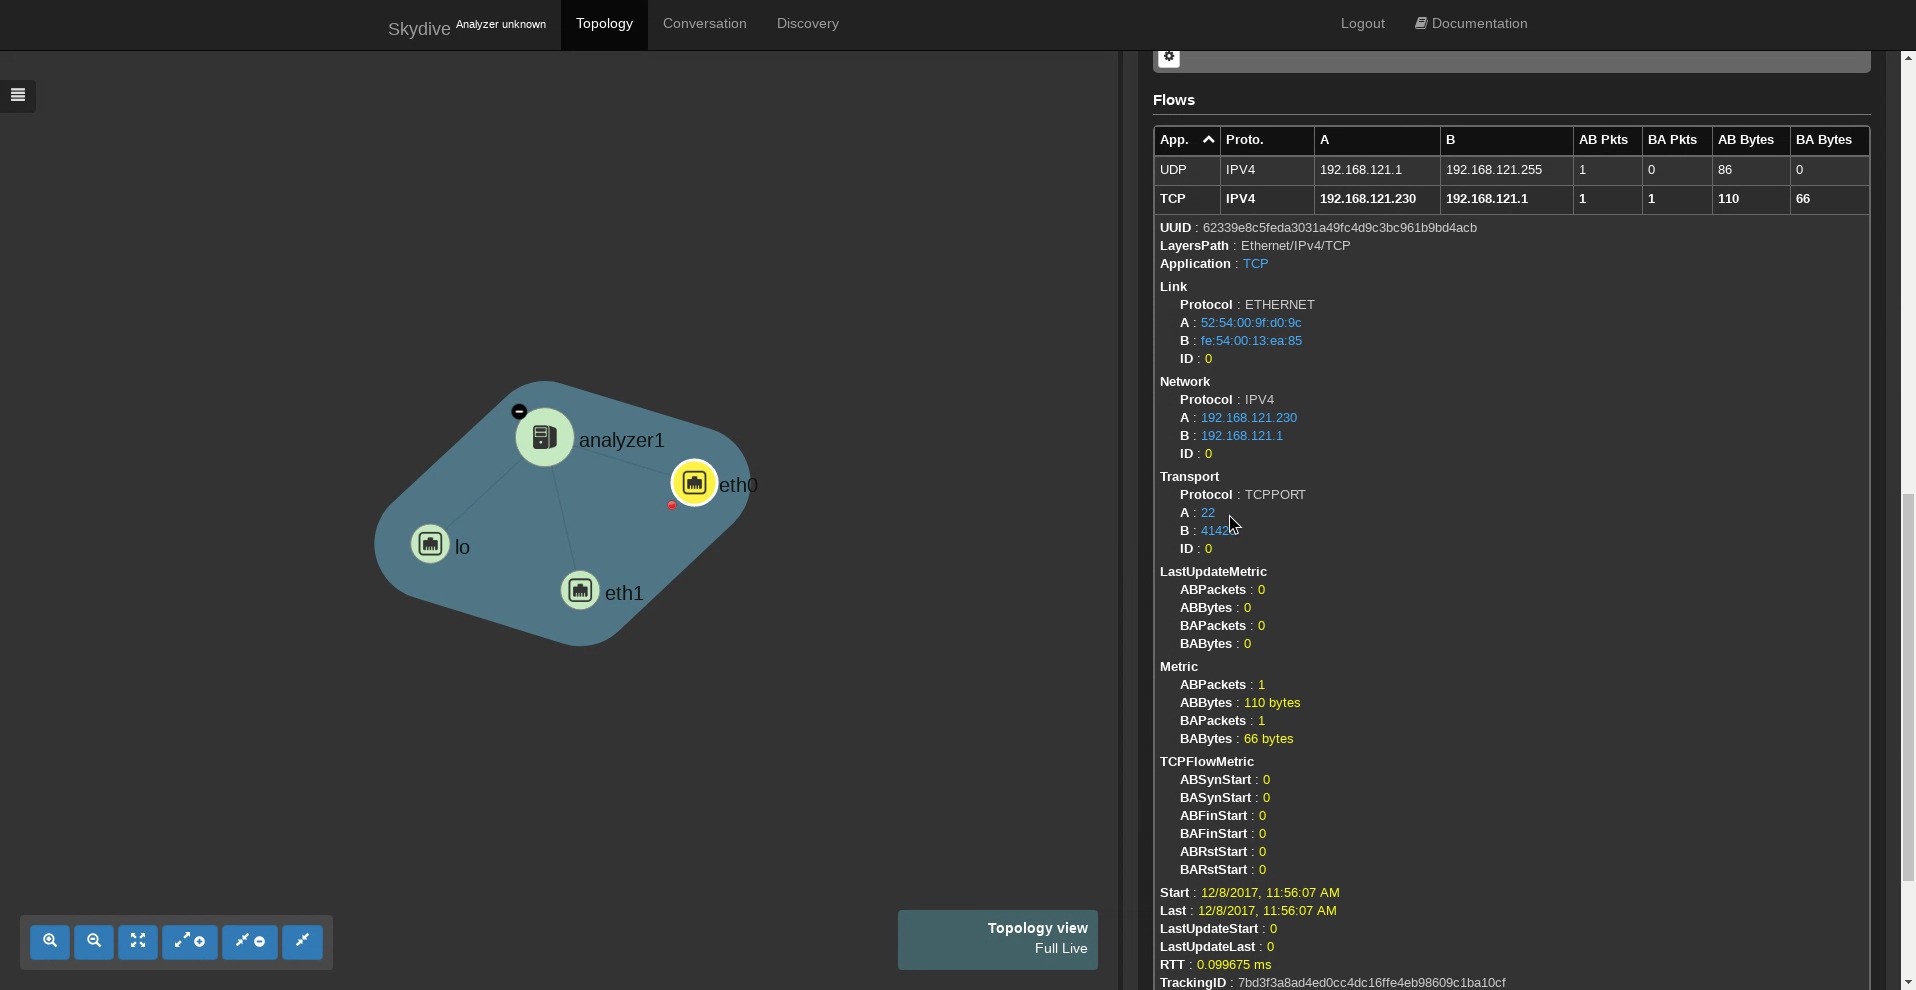 Skydive Analyzer unknown Topology Conversation Discovery Logout Documentation
Flows
App. Proto. A B AB Pkts BA Pkts AB Bytes BA Bytes
UDP IPV4 192.168.121.1 192.168.121.255 1 0 86 0
TCP IPV4 192.168.121.230 192.168.121.1 1 1 110 66
UUID : 62339e8c5feda3031a49fc4d9c3bc961b9bd4acb
LayersPath : Ethernet/IPv4/TCP
Application : TCP
Link
Protocol : ETHERNET
A : 52:54:00:9f:d0:9c
B : fe:54:00:13:ea:85
ID : 0
Network
Protocol : IPV4
A : 192.168.121.230
B : 192.168.121.1
ID : 0
Transport
Protocol : TCPPORT
A : 22
B :
ID : 0
LastUpdateMetric
ABPackets : 0
ABBytes : 0
BAPackets : 0
BABytes : 0
Metric
ABPackets : 1
ABBytes : 110 bytes
BAPackets : 1
BABytes : 66 bytes
TCPFlowMetric
ABSynStart : 0
BASynStart : 0
ABFinStart : 0
BAFinStart : 0
ABRstStart : 0
BARstStart : 0
Start : 12/8/2017, 11:56:07 AM
Last : 12/8/2017, 11:56:07 AM
LastUpdateStart : 0
LastUpdateLast : 0
RTT : 0.099675 ms
TrackingID : 7bd3f3a8ad4ed0cc4dc16ffe4eb98609c1ba10cf
analyzer1
eth0
lo
eth1
Topology view
Full Live